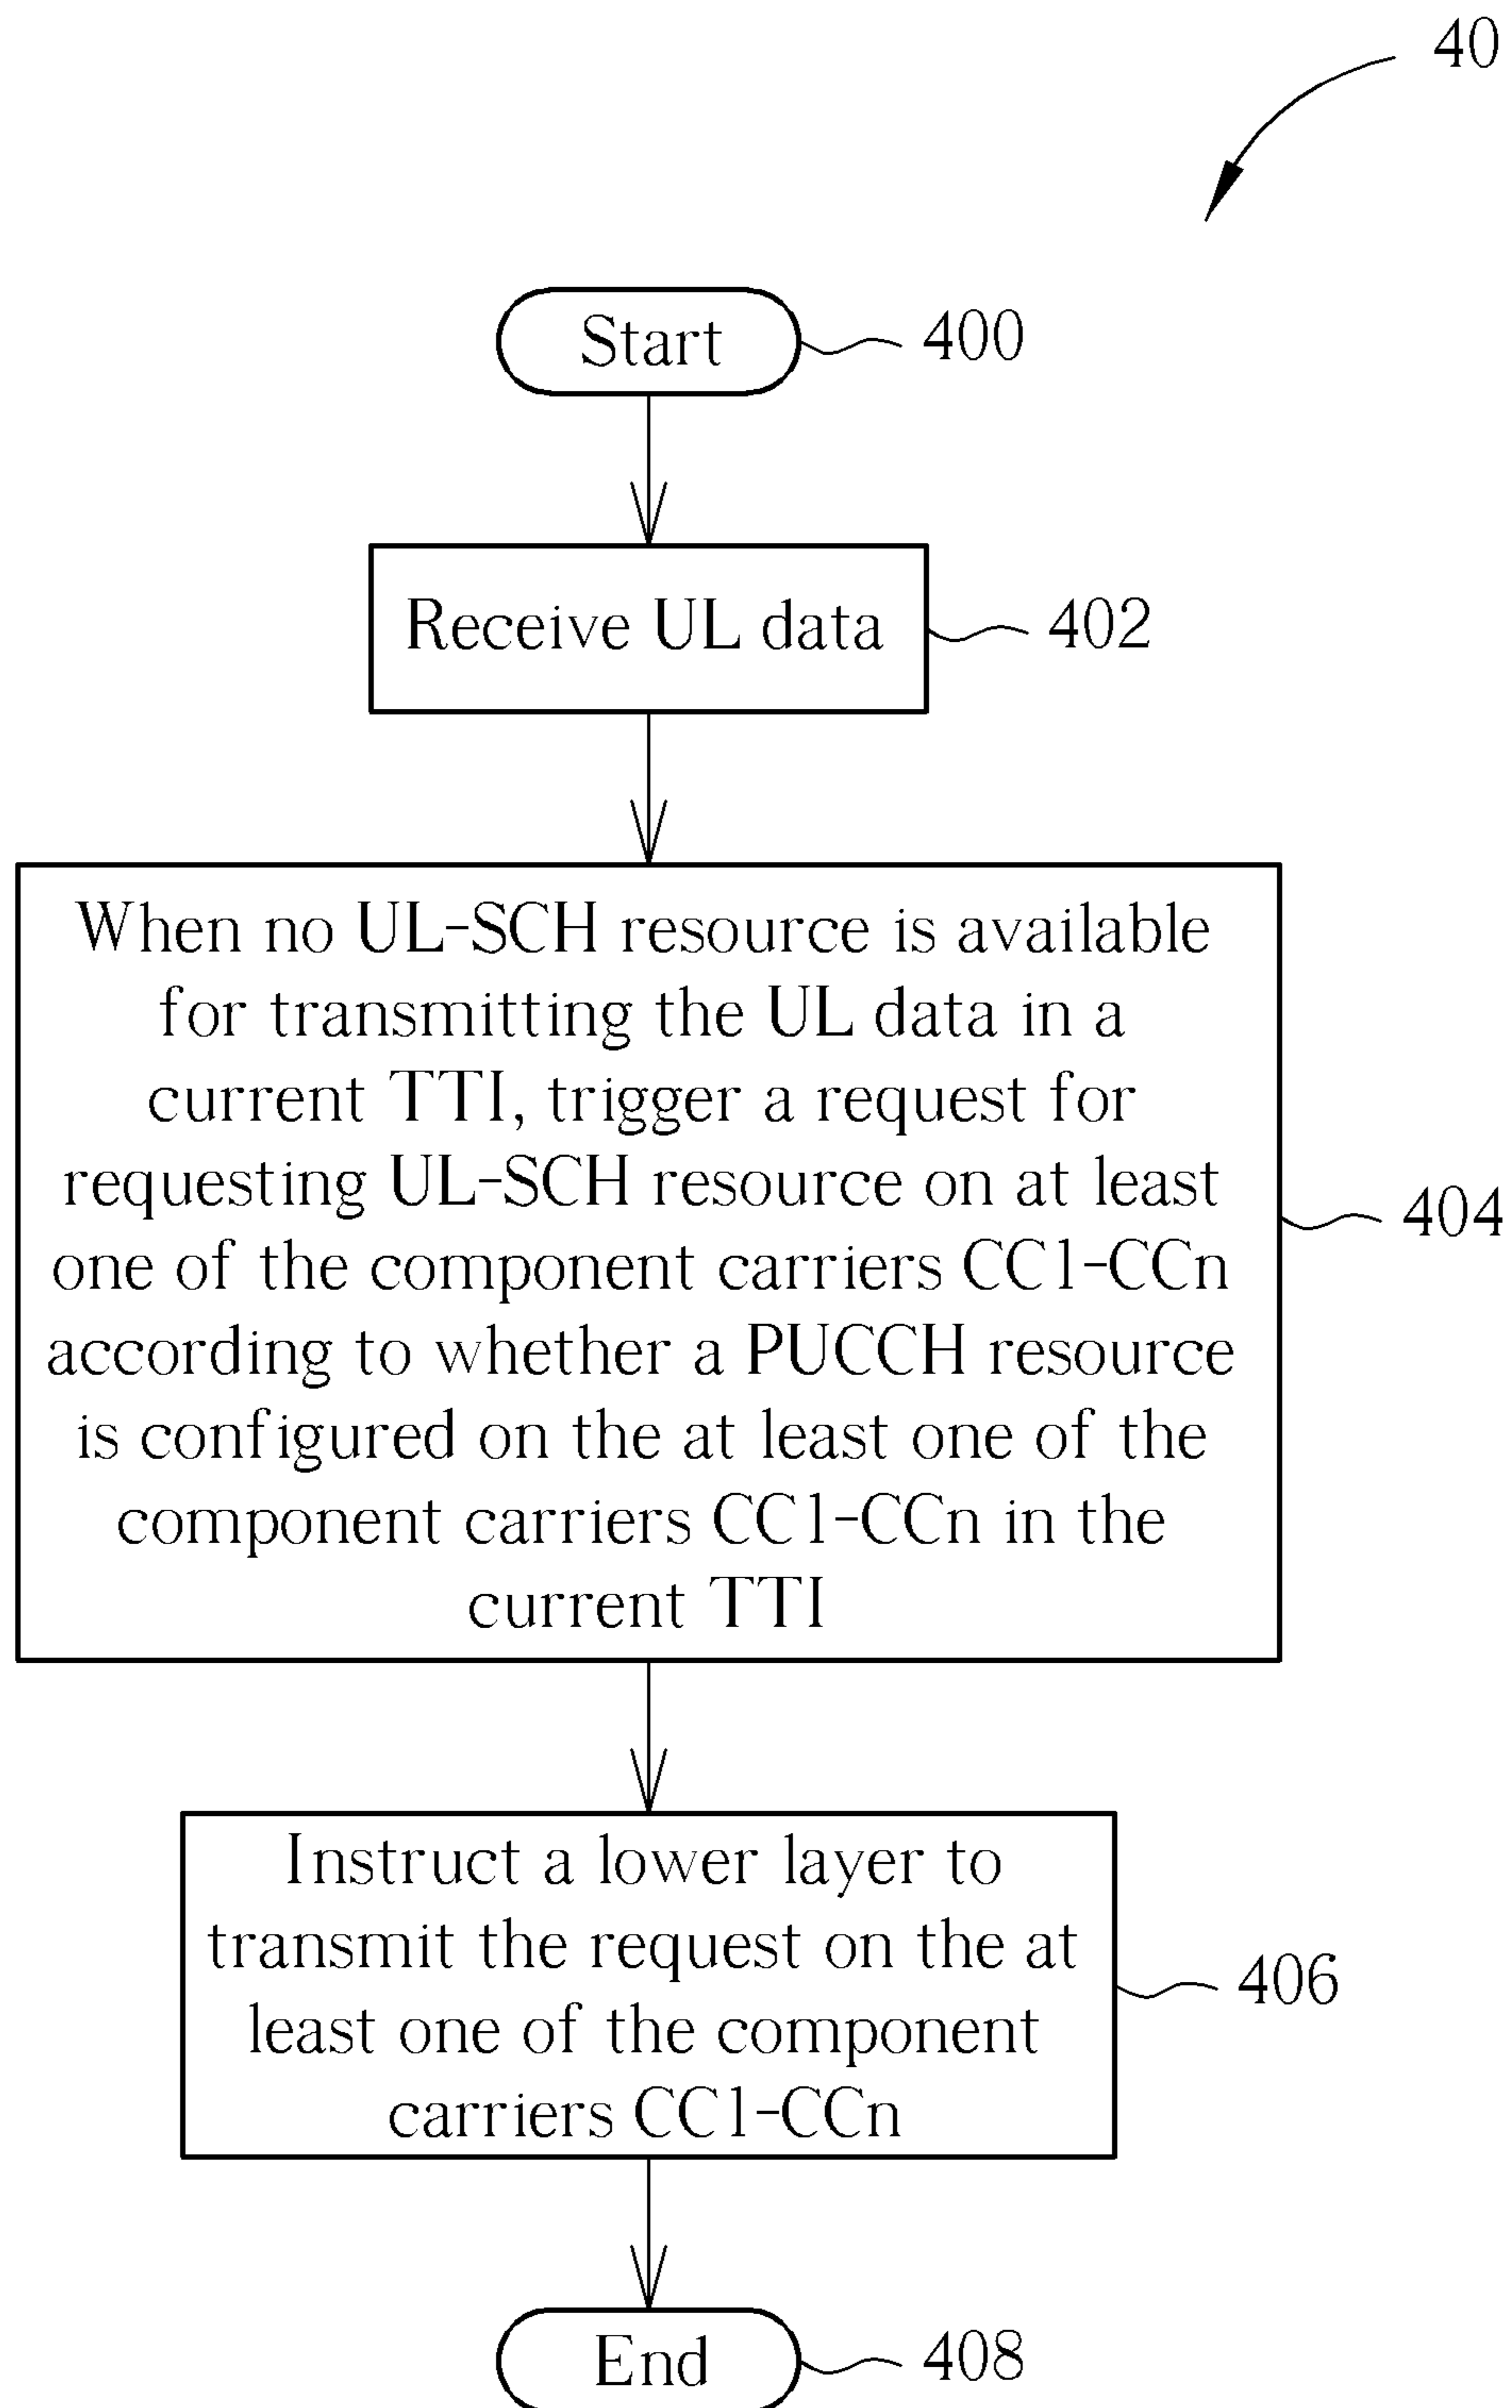 40
Start
400
Receive UL data
402
When no UL-SCH resource is available
for transmitting the UL data in a
current TTI, trigger a request for
requesting UL-SCH resource on at least
one of the component carriers CC1-CCn
according to whether a PUCCH resource
is configured on the at least one of the
component carriers CC1-CCn in the
current TTI
404
Instruct a lower layer to
transmit the request on the at
least one of the component
carriers CC1-CCn
406
End
408